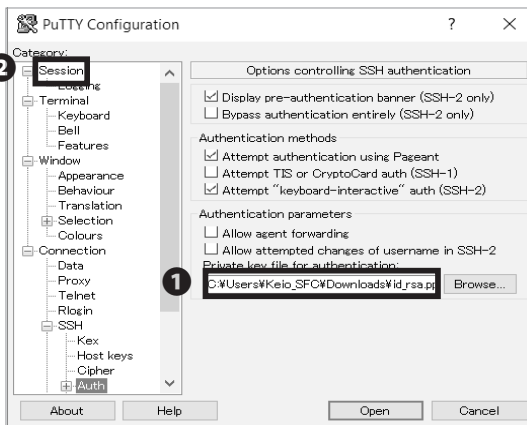 PuTTY Configuration
? ×
Category:
❷
Session
Logging
Terminal
Keyboard
Bell
Features
Window
Appearance
Behaviour
Translation
Selection
Colours
Connection
Data
Proxy
Telnet
Rlogin
SSH
Kex
Host keys
Cipher
Auth
Options controlling SSH authentication
Display pre-authentication banner (SSH-2 only)
Bypass authentication entirely (SSH-2 only)
Authentication methods
Attempt authentication using Pageant
Attempt TIS or CryptoCard auth (SSH-1)
Attempt "keyboard-interactive" auth (SSH-2)
Authentication parameters
Allow agent forwarding
Allow attempted changes of username in SSH-2
Private key file for authentication:
❶
C:¥Users¥Keio_SFC¥Downloads¥id_rsa.pp
Browse...
About Help Open Cancel